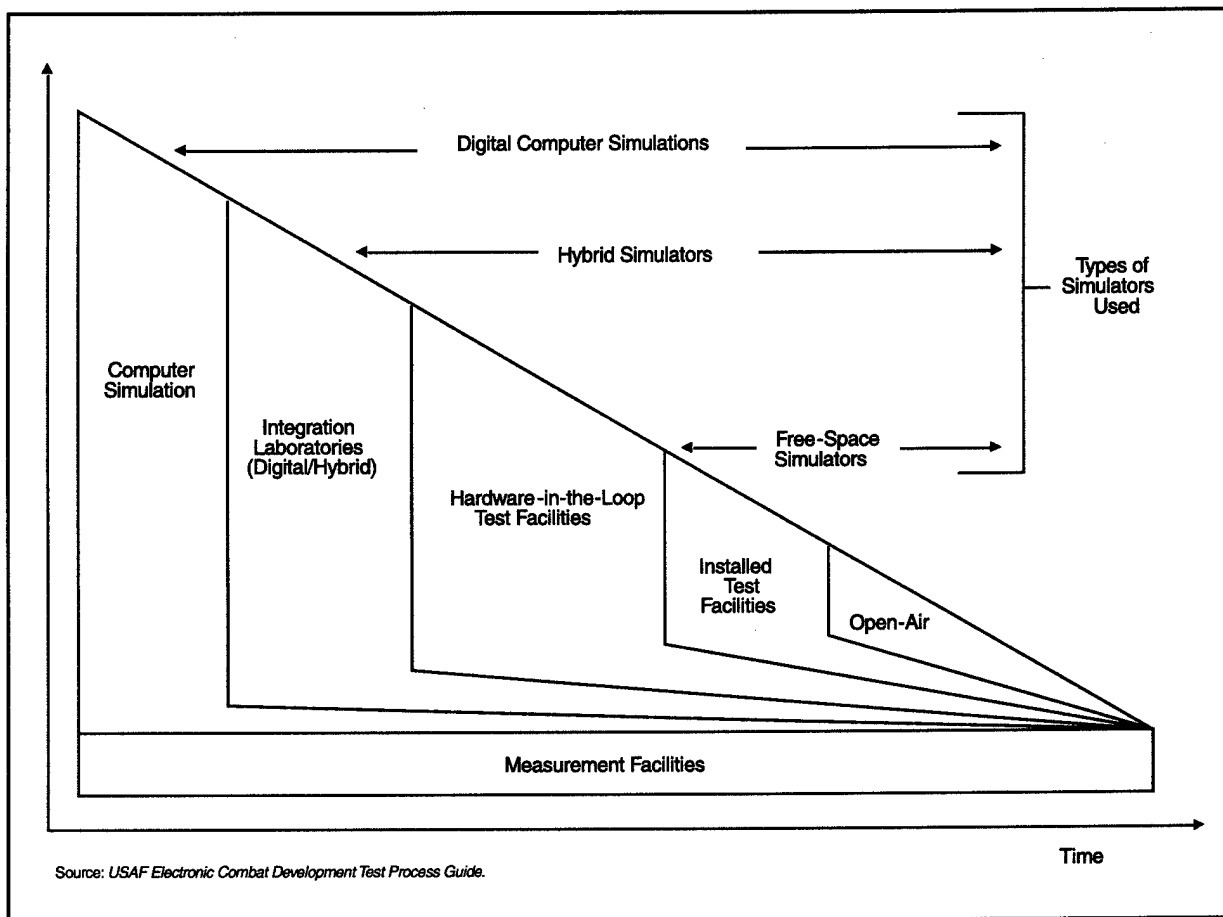 Digital Computer Simulations
Hybrid Simulators
Types of
Simulators
Used
Computer
Simulation
Integration
Laboratories
(Digital/Hybrid)
Free-Space
Simulators
Hardware-in-the-Loop
Test Facilities
Installed
Test
Facilities
Open-Air
Measurement Facilities
Time
Source: USAF Electronic Combat Development Test Process Guide.